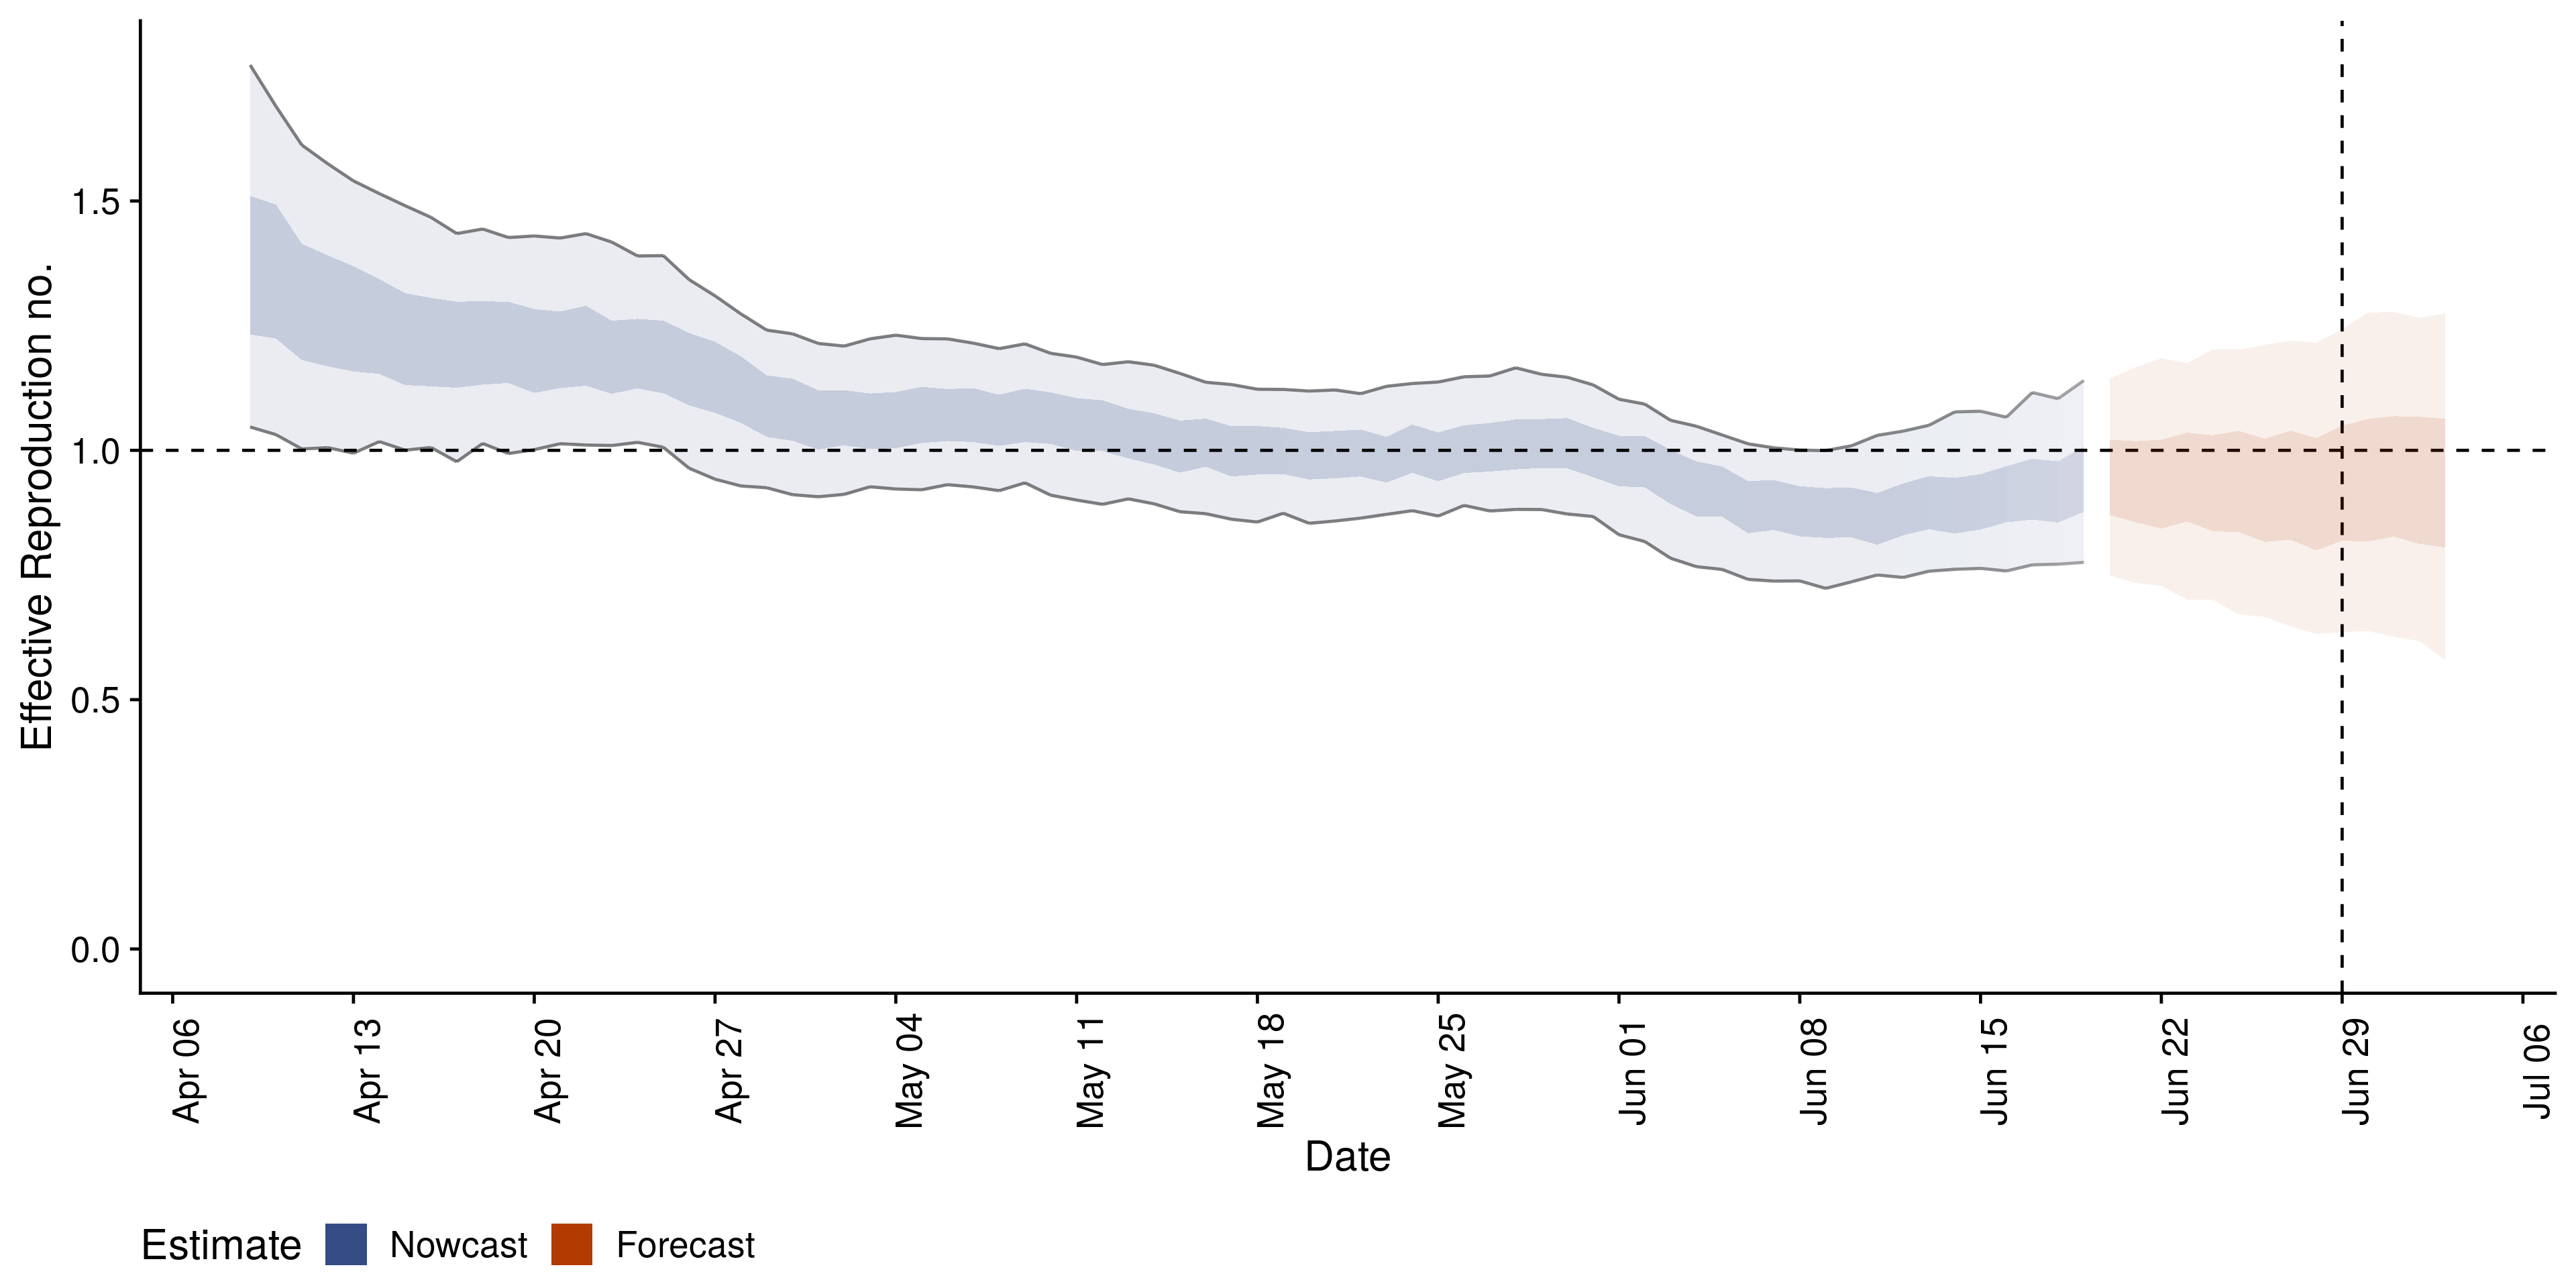 Effective Reproduction no.
1.5
1.0
0.5
0.0
Apr 06
Apr 13
Apr 20
Apr 27
May 04
May 11
May 18
May 25
Jun 01
Jun 08
Jun 15
Jun 22
Jun 29
Jul 06
Date
Estimate Nowcast Forecast